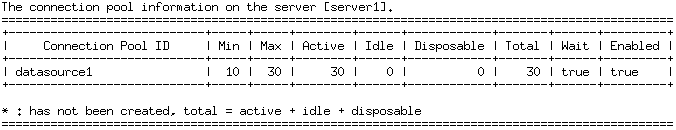 The connection pool information on the server [server1].
================================================================================
+------------------------+-----+-----+--------+------+------------+-------+------+---------+
|    Connection Pool ID    | Min | Max | Active | Idle | Disposable | Total | Wait | Enabled |
+------------------------+-----+-----+--------+------+------------+-------+------+---------+
| datasource1              |  10 |  30 |     30 |    0 |          0 |    30 | true | true    |
+------------------------+-----+-----+--------+------+------------+-------+------+---------+
* : has not been created, total = active + idle + disposable
================================================================================